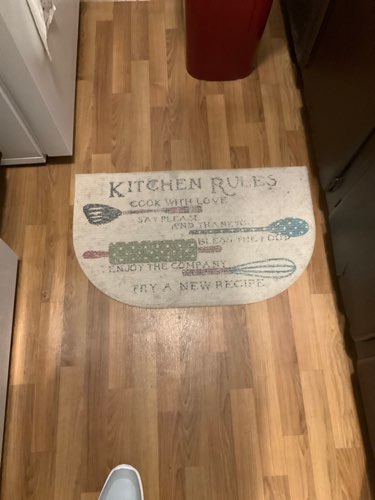 KITCHEN RULES
COOK WITH LOVE
SAY PLEASE
AND THANK YOU
BLESS THE FOOD
ENJOY THE COMPANY
TRY A NEW RECIPE